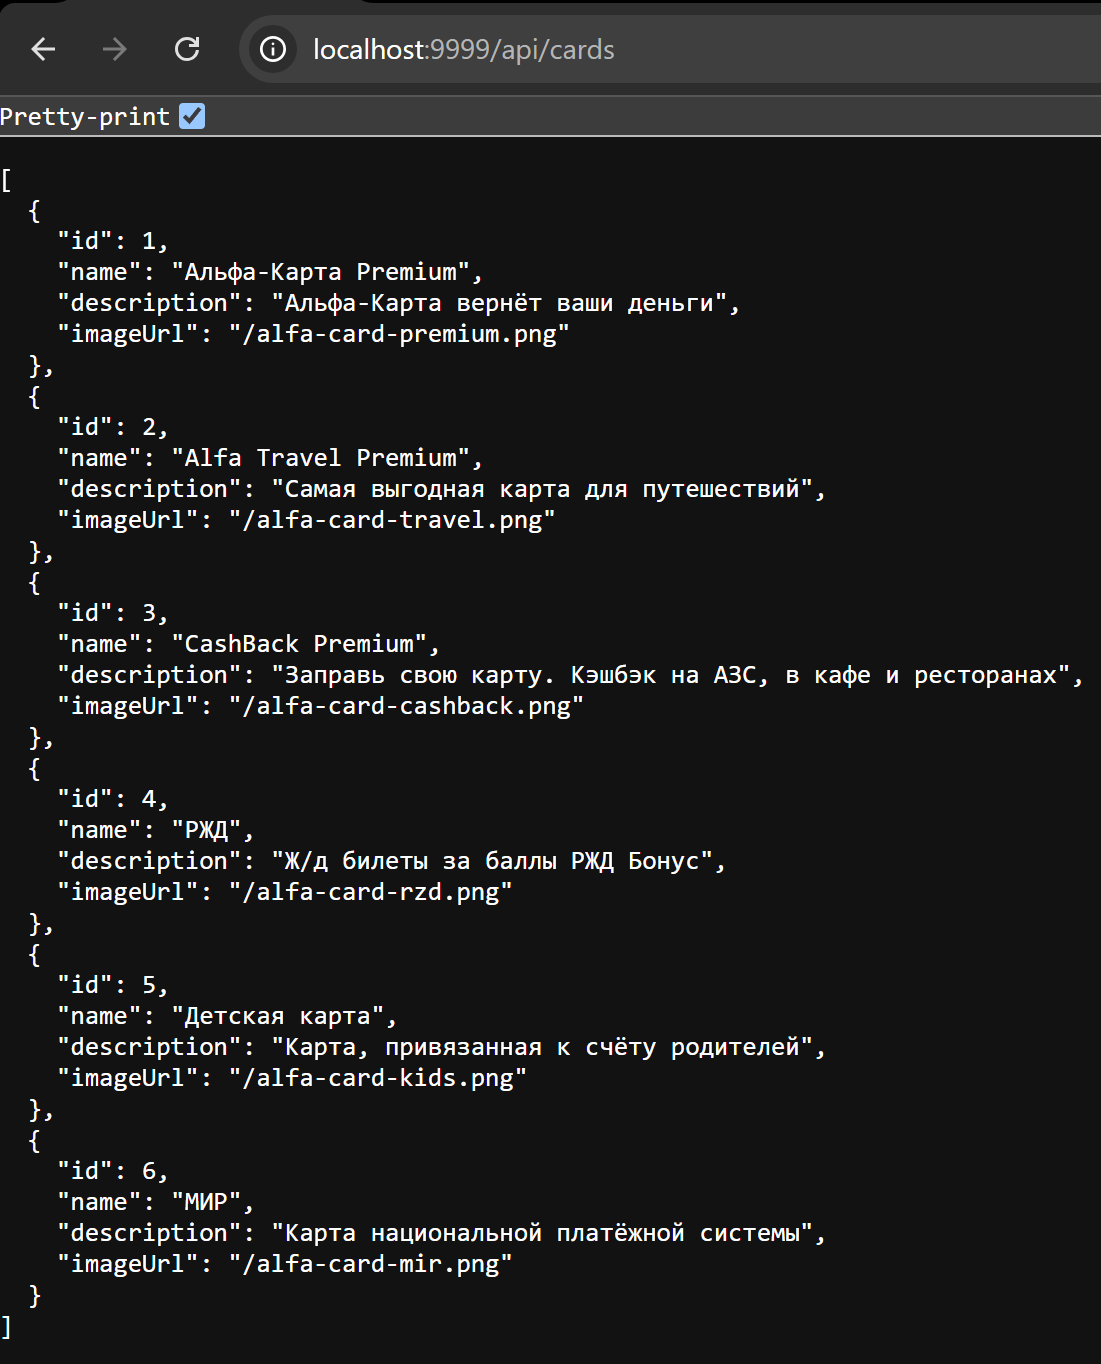 localhost:9999/api/cards
Pretty-print
[
  {
    "id": 1,
    "name": "Альфа-Карта Premium",
    "description": "Альфа-Карта вернёт ваши деньги",
    "imageUrl": "/alfa-card-premium.png"
  },
  {
    "id": 2,
    "name": "Alfa Travel Premium",
    "description": "Самая выгодная карта для путешествий",
    "imageUrl": "/alfa-card-travel.png"
  },
  {
    "id": 3,
    "name": "CashBack Premium",
    "description": "Заправь свою карту. Кэшбэк на АЗС, в кафе и ресторанах",
    "imageUrl": "/alfa-card-cashback.png"
  },
  {
    "id": 4,
    "name": "РЖД",
    "description": "Ж/д билеты за баллы РЖД Бонус",
    "imageUrl": "/alfa-card-rzd.png"
  },
  {
    "id": 5,
    "name": "Детская карта",
    "description": "Карта, привязанная к счёту родителей",
    "imageUrl": "/alfa-card-kids.png"
  },
  {
    "id": 6,
    "name": "МИР",
    "description": "Карта национальной платёжной системы",
    "imageUrl": "/alfa-card-mir.png"
  }
]